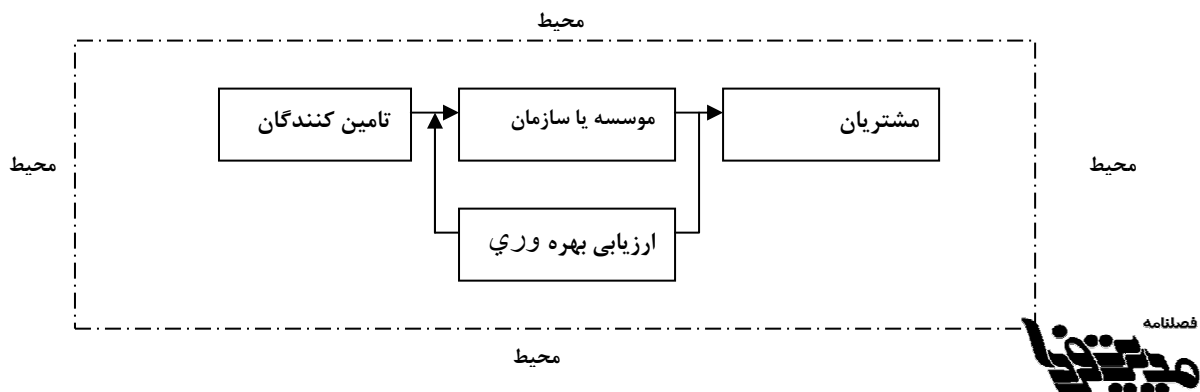 محیط
تامین کنندگان
موسسه یا سازمان
مشتریان
محیط
محیط
ارزیابی بهره وري
محیط
فصلنامه